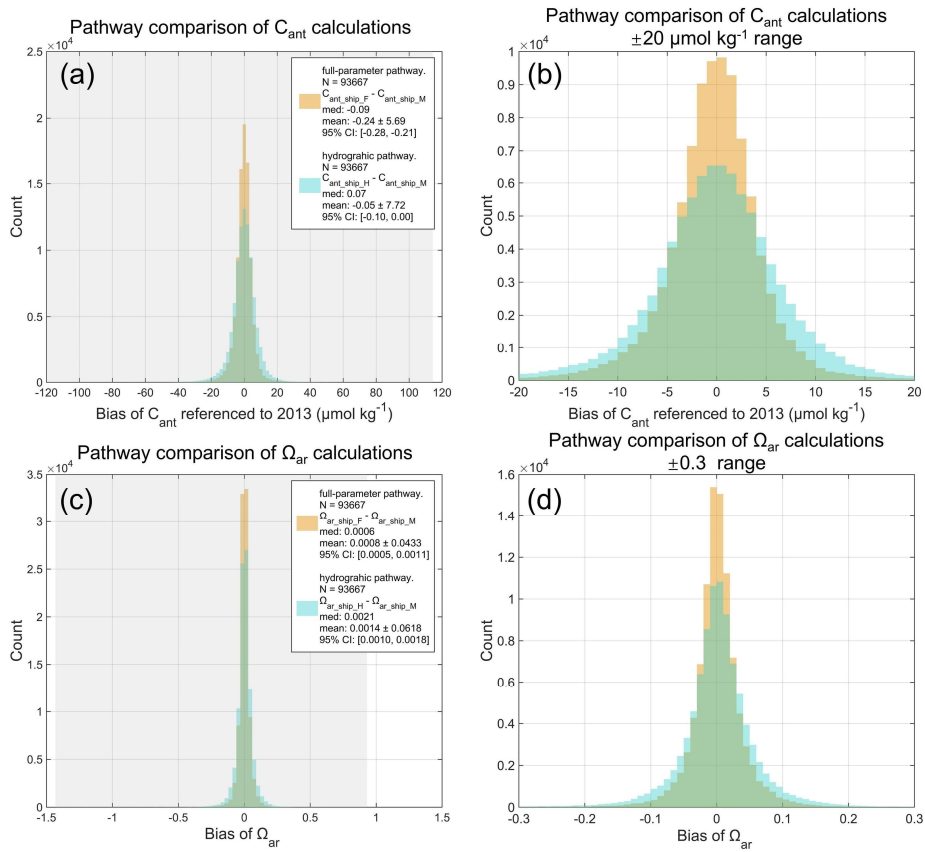 Pathway comparison of C_ant calculations
(a)
×10⁴
2.5
2
1.5
1
0.5
0
Count
full-parameter pathway.
N = 93667
C_ant_ship_F - C_ant_ship_M
med: -0.09
mean: -0.24 ± 5.69
95% CI: [-0.28, -0.21]
hydrograhic pathway.
N = 93667
C_ant_ship_H - C_ant_ship_M
med: 0.07
mean: -0.05 ± 7.72
95% CI: [-0.10, 0.00]
-120 -100 -80 -60 -40 -20 0 20 40 60 80 100 120
Bias of C_ant referenced to 2013 (μmol kg⁻¹)
Pathway comparison of C_ant calculations
±20 μmol kg⁻¹ range
(b)
×10⁴
1
0.9
0.8
0.7
0.6
0.5
0.4
0.3
0.2
0.1
0
Count
-20 -15 -10 -5 0 5 10 15 20
Bias of C_ant referenced to 2013 (μmol kg⁻¹)
Pathway comparison of Ω_ar calculations
(c)
×10⁴
3.5
3
2.5
2
1.5
1
0.5
0
Count
full-parameter pathway.
N = 93667
Ω_ar_ship_F - Ω_ar_ship_M
med: 0.0006
mean: 0.0008 ± 0.0433
95% CI: [0.0005, 0.0011]
hydrograhic pathway.
N = 93667
Ω_ar_ship_H - Ω_ar_ship_M
med: 0.0021
mean: 0.0014 ± 0.0618
95% CI: [0.0010, 0.0018]
-1.5 -1 -0.5 0 0.5 1 1.5
Bias of Ω_ar
Pathway comparison of Ω_ar calculations
±0.3 range
(d)
×10⁴
1.6
1.4
1.2
1
0.8
0.6
0.4
0.2
0
Count
-0.3 -0.2 -0.1 0 0.1 0.2 0.3
Bias of Ω_ar